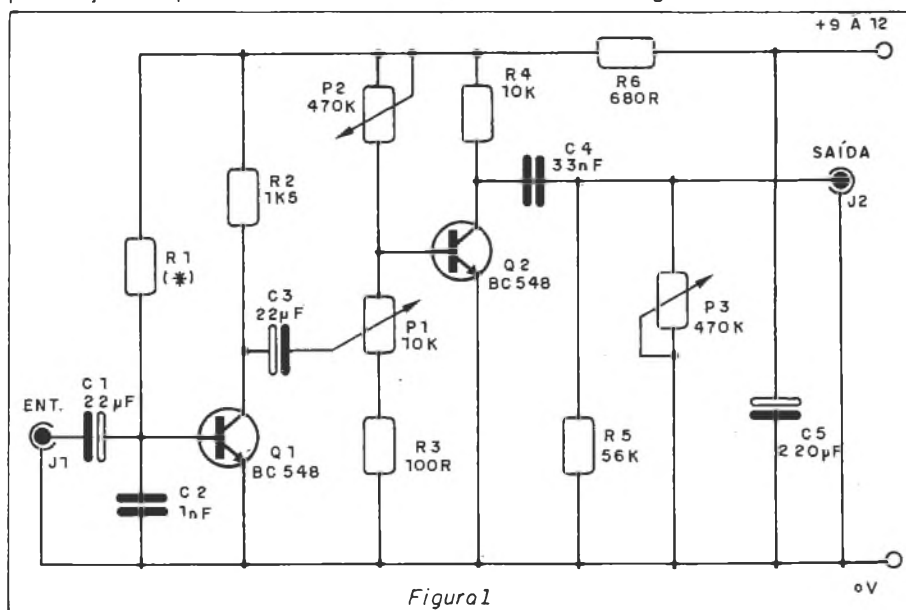 +9 À 12
P2
470K
R4
10K
R6
680R
C4
33nF
SAÍDA
J2
R2
1K5
R1
(*)
Q2
BC548
C3
22µF
P1
10K
P3
470K
ENT.
C1
22µF
J1
Q1
BC548
R3
100R
R5
56K
C5
220µF
C2
1nF
0V
Figura1